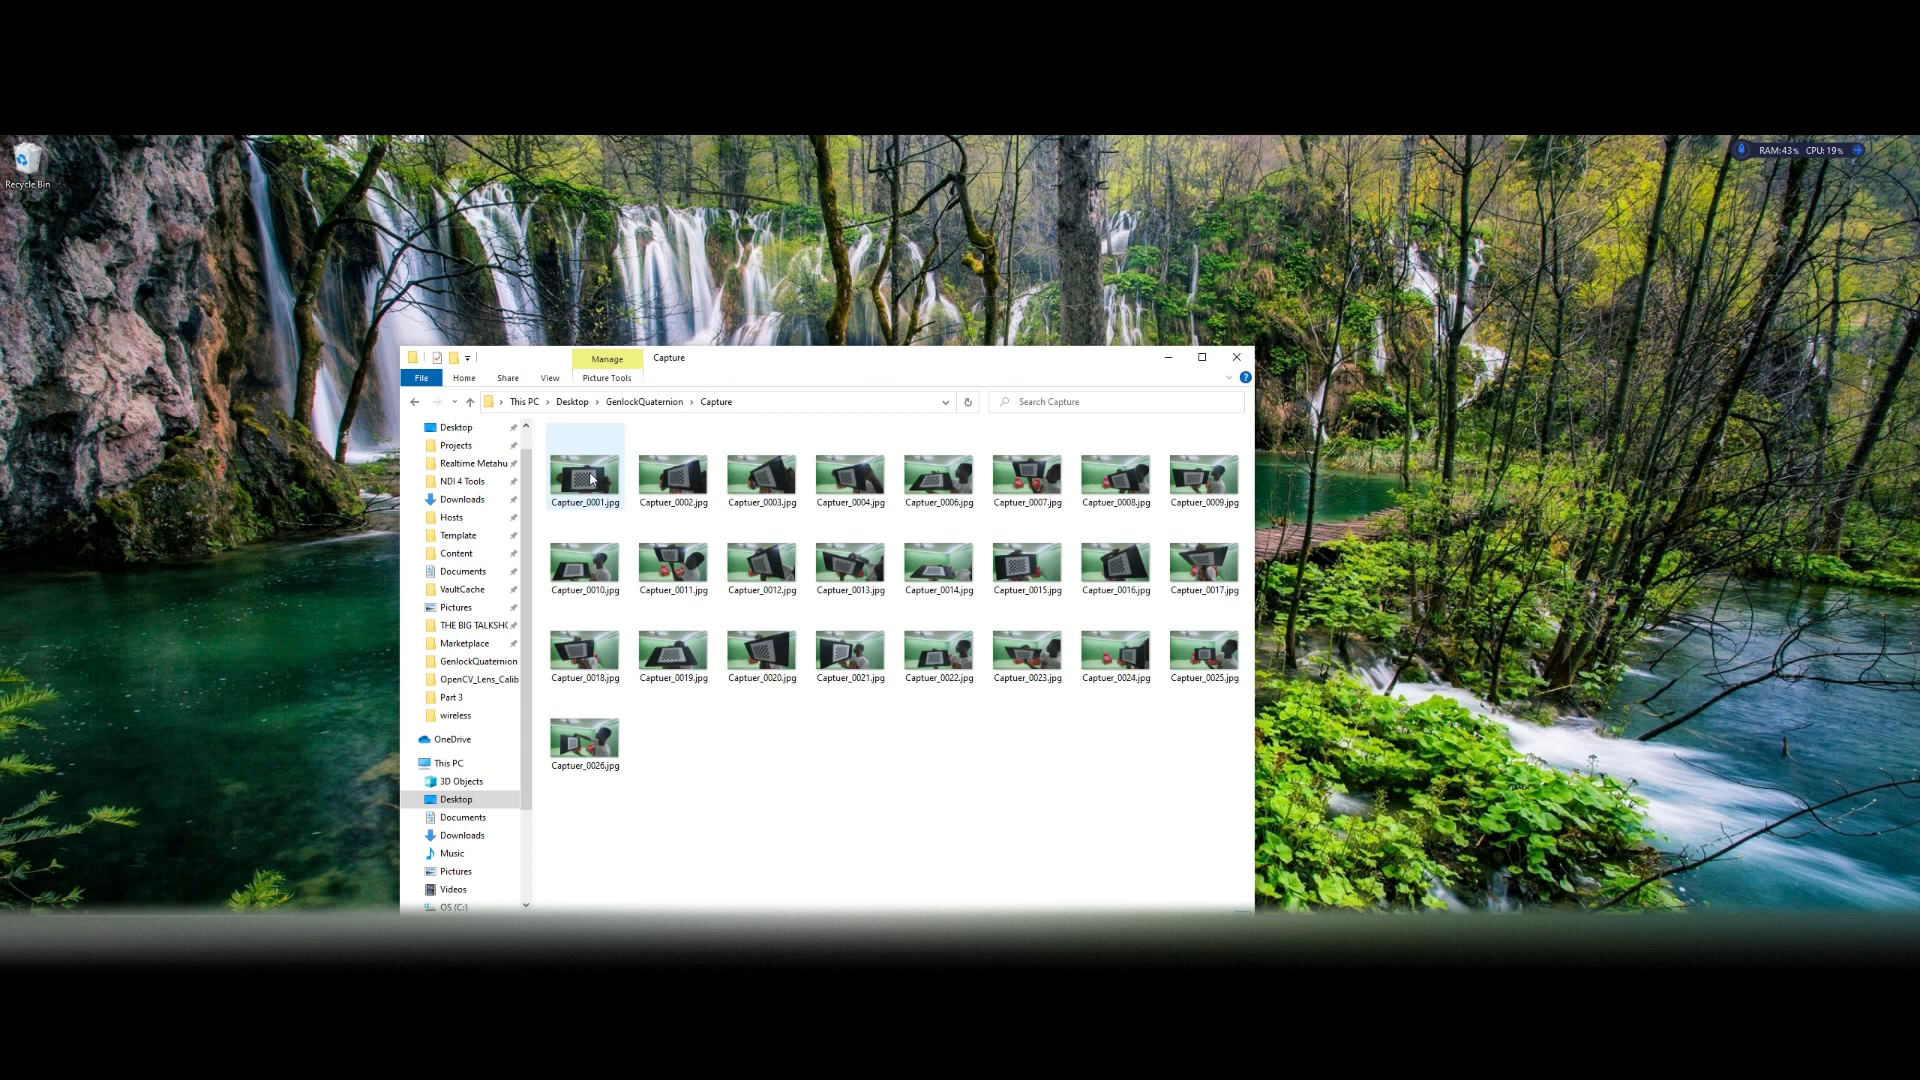 Recycle Bin
RAM:43% CPU: 19%
Manage
Capture
File
Home
Share
View
Picture Tools
This PC
Desktop
GenlockQuaternion
Capture
Search Capture
Desktop
Projects
Realtime Metahu
NDI 4 Tools
Downloads
Hosts
Template
Content
Documents
VaultCache
Pictures
THE BIG TALKSHO
Marketplace
GenlockQuaternion
OpenCV_Lens_Calib
Part 3
wireless
OneDrive
This PC
3D Objects
Desktop
Documents
Downloads
Music
Pictures
Videos
OS (C:)
Captuer_0001.jpg
Captuer_0002.jpg
Captuer_0003.jpg
Captuer_0004.jpg
Captuer_0006.jpg
Captuer_0007.jpg
Captuer_0008.jpg
Captuer_0009.jpg
Captuer_0010.jpg
Captuer_0011.jpg
Captuer_0012.jpg
Captuer_0013.jpg
Captuer_0014.jpg
Captuer_0015.jpg
Captuer_0016.jpg
Captuer_0017.jpg
Captuer_0018.jpg
Captuer_0019.jpg
Captuer_0020.jpg
Captuer_0021.jpg
Captuer_0022.jpg
Captuer_0023.jpg
Captuer_0024.jpg
Captuer_0025.jpg
Captuer_0026.jpg